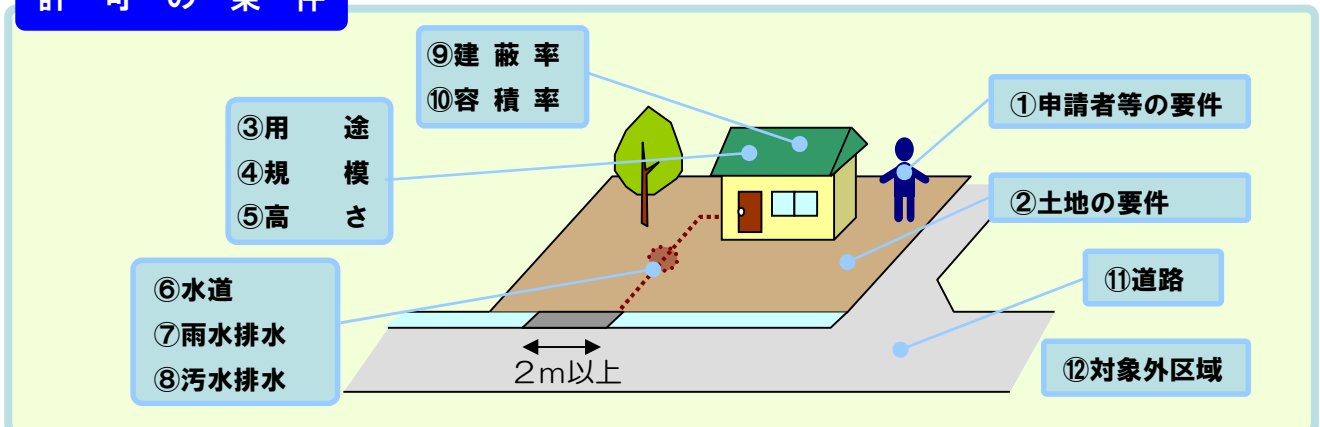 許 可 の 条 件
⑨建 蔽 率
⑩容 積 率
①申請者等の要件
③用 途
④規 模
⑤高 さ
②土地の要件
⑪道路
⑥水道
⑦雨水排水
⑧汚水排水
2m以上
⑫対象外区域